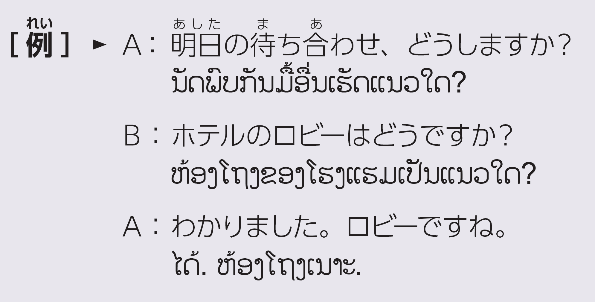 [例] ► A：明日の待ち合わせ、どうしますか？
ນັດພົບກັນມື້ອື່ນເຮັດແນວໃດ?
B：ホテルのロビーはどうですか？
ຫ້ອງໂຖງຂອງໂຮງແຮມເປັນແນວໃດ?
A：わかりました。ロビーですね。
ໄດ້. ຫ້ອງໂຖງເນາະ.